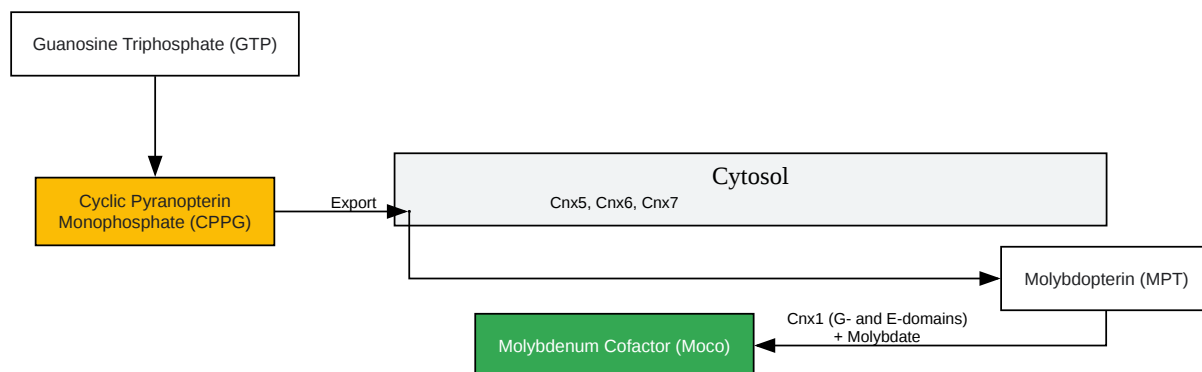 Guanosine Triphosphate (GTP)
Cytosol
Cyclic Pyranopterin
Monophosphate (CPPG)
Export
Cnx5, Cnx6, Cnx7
Molybdopterin (MPT)
Cnx1 (G- and E-domains)
+ Molybdate
Molybdenum Cofactor (Moco)